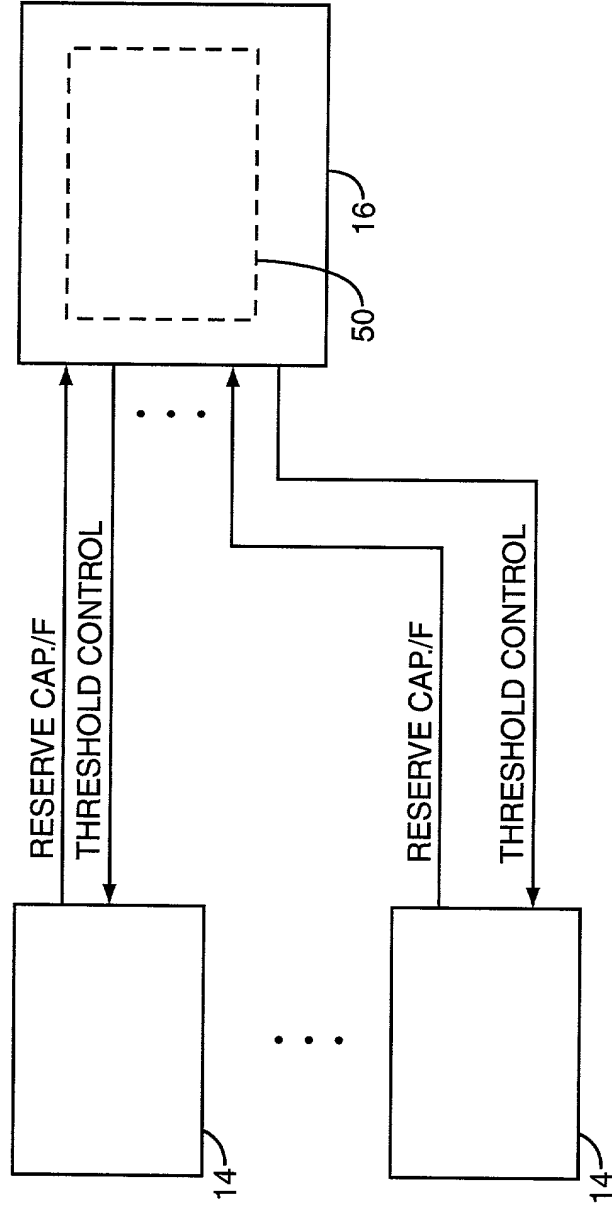 RESERVE CAP./F
THRESHOLD CONTROL
16
50
14
RESERVE CAP./F
THRESHOLD CONTROL
14